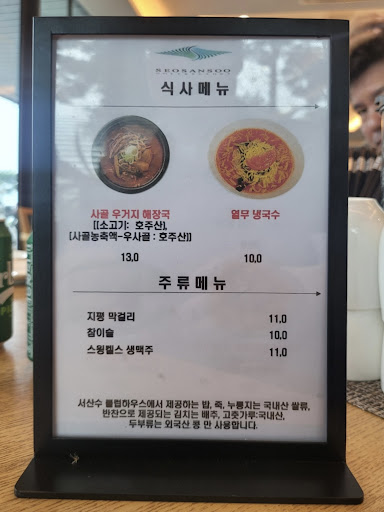 SEOSANSOO
식사메뉴
사골 우거지 해장국
[[소고기: 호주산],
[사골농축액-우사골 : 호주산]]
13,0
열무 냉국수
10,0
주류메뉴
지평 막걸리 11,0
참이슬 10,0
스윙켈스 생맥주 11,0
서산수 클럽하우스에서 제공하는 밥, 죽, 누룽지는 국내산 쌀류,
반찬으로 제공되는 김치는 배추, 고춧가루:국내산,
두부류는 외국산 콩 만 사용합니다.